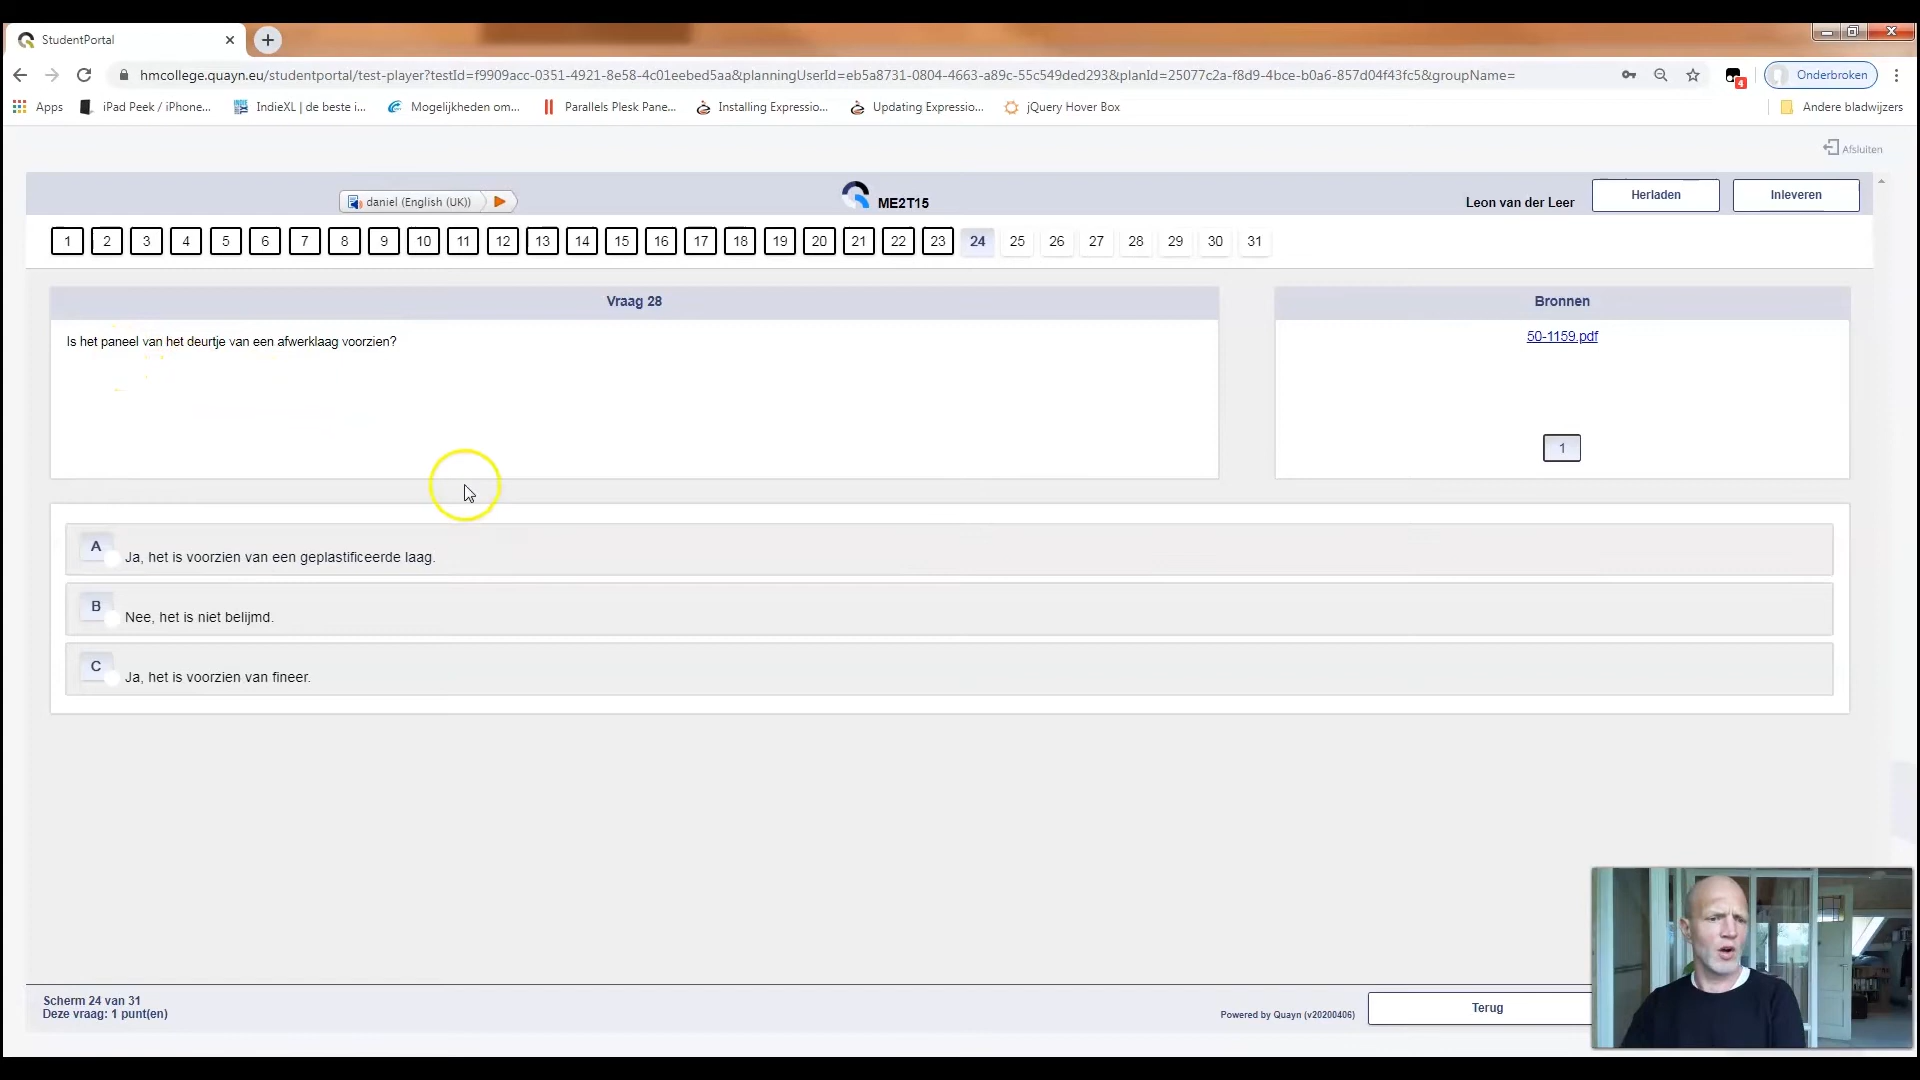 StudentPortal
hmcollege.quayn.eu/studentportal/test-player?testId=f9909acc-0351-4921-8e58-4c01eebed5aa&planningUserId=eb5a8731-0804-4663-a89c-55c549ded293&planId=25077c2a-f8d9-4bce-b0a6-857d04f43fc5&groupName=
4
Onderbroken
Apps
iPad Peek / iPhone...
IndieXL | de beste i...
Mogelijkheden om...
Parallels Plesk Pane...
Installing Expressio...
Updating Expressio...
jQuery Hover Box
Andere bladwijzers
Afsluiten
daniel (English (UK))
ME2T15
Leon van der Leer
Herladen
Inleveren
1 2 3 4 5 6 7 8 9 10 11 12 13 14 15 16 17 18 19 20 21 22 23 24 25 26 27 28 29 30 31
Vraag 28
Is het paneel van het deurtje van een afwerklaag voorzien?
Bronnen
50-1159.pdf
1
A Ja, het is voorzien van een geplastificeerde laag.
B Nee, het is niet belijmd.
C Ja, het is voorzien van fineer.
Scherm 24 van 31
Deze vraag: 1 punt(en)
Powered by Quayn (v20200406)
Terug